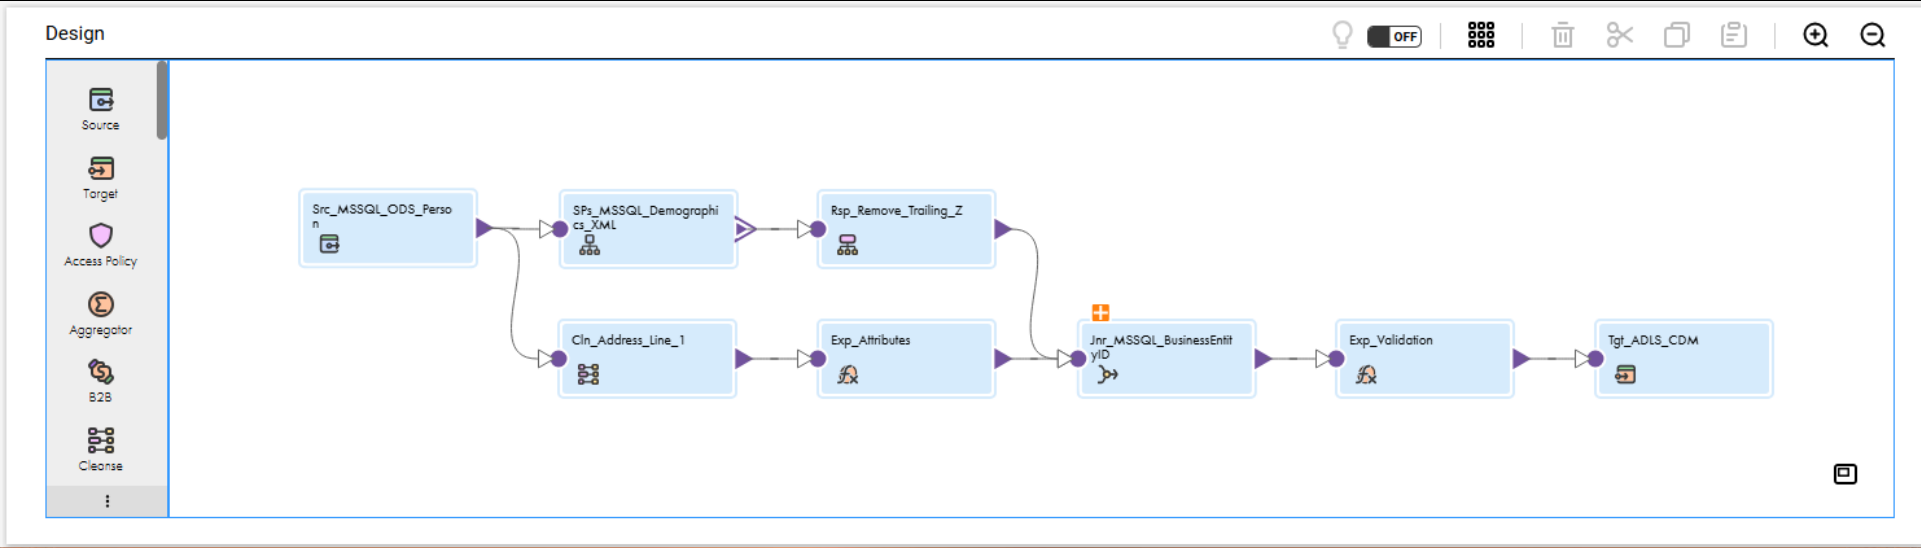 Design
OFF
Source
Target
Access Policy
Aggregator
B2B
Cleanse
Src_MSSQL_ODS_Perso
n
SPs_MSSQL_Demographi
cs_XML
Rsp_Remove_Trailing_Z
Cln_Address_Line_1
Exp_Attributes
Jnr_MSSQL_BusinessEntit
yID
Exp_Validation
Tgt_ADLS_CDM